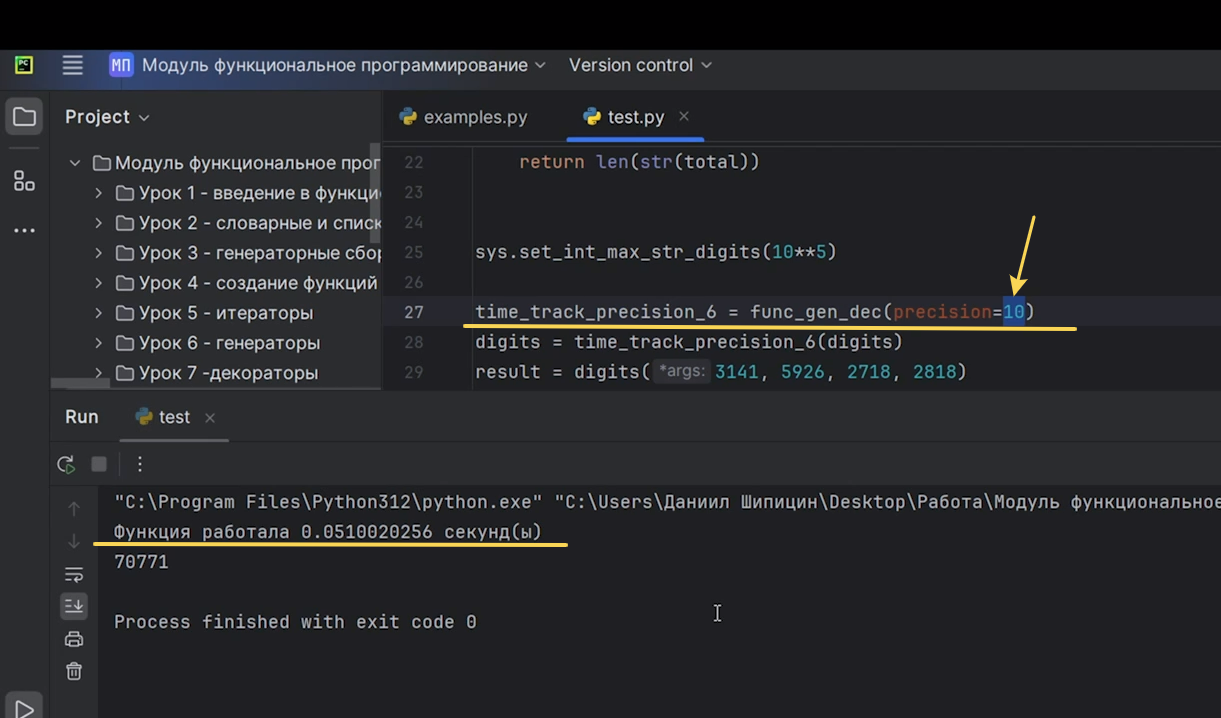 PC
МП Модуль функциональное программирование Version control
Project
examples.py
test.py
Модуль функциональное прог
Урок 1 - введение в функци
Урок 2 - словарные и списк
Урок 3 - генераторные сбор
Урок 4 - создание функций
Урок 5 - итераторы
Урок 6 - генераторы
Урок 7 -декораторы
22 return len(str(total))
23
24
25 sys.set_int_max_str_digits(10**5)
26
27 time_track_precision_6 = func_gen_dec(precision=10)
28 digits = time_track_precision_6(digits)
29 result = digits( *args: 3141, 5926, 2718, 2818)
Run test
"C:\Program Files\Python312\python.exe" "C:\Users\Даниил Шипицин\Desktop\Работа\Модуль функциональное
Функция работала 0.0510020256 секунд(ы)
70771
Process finished with exit code 0